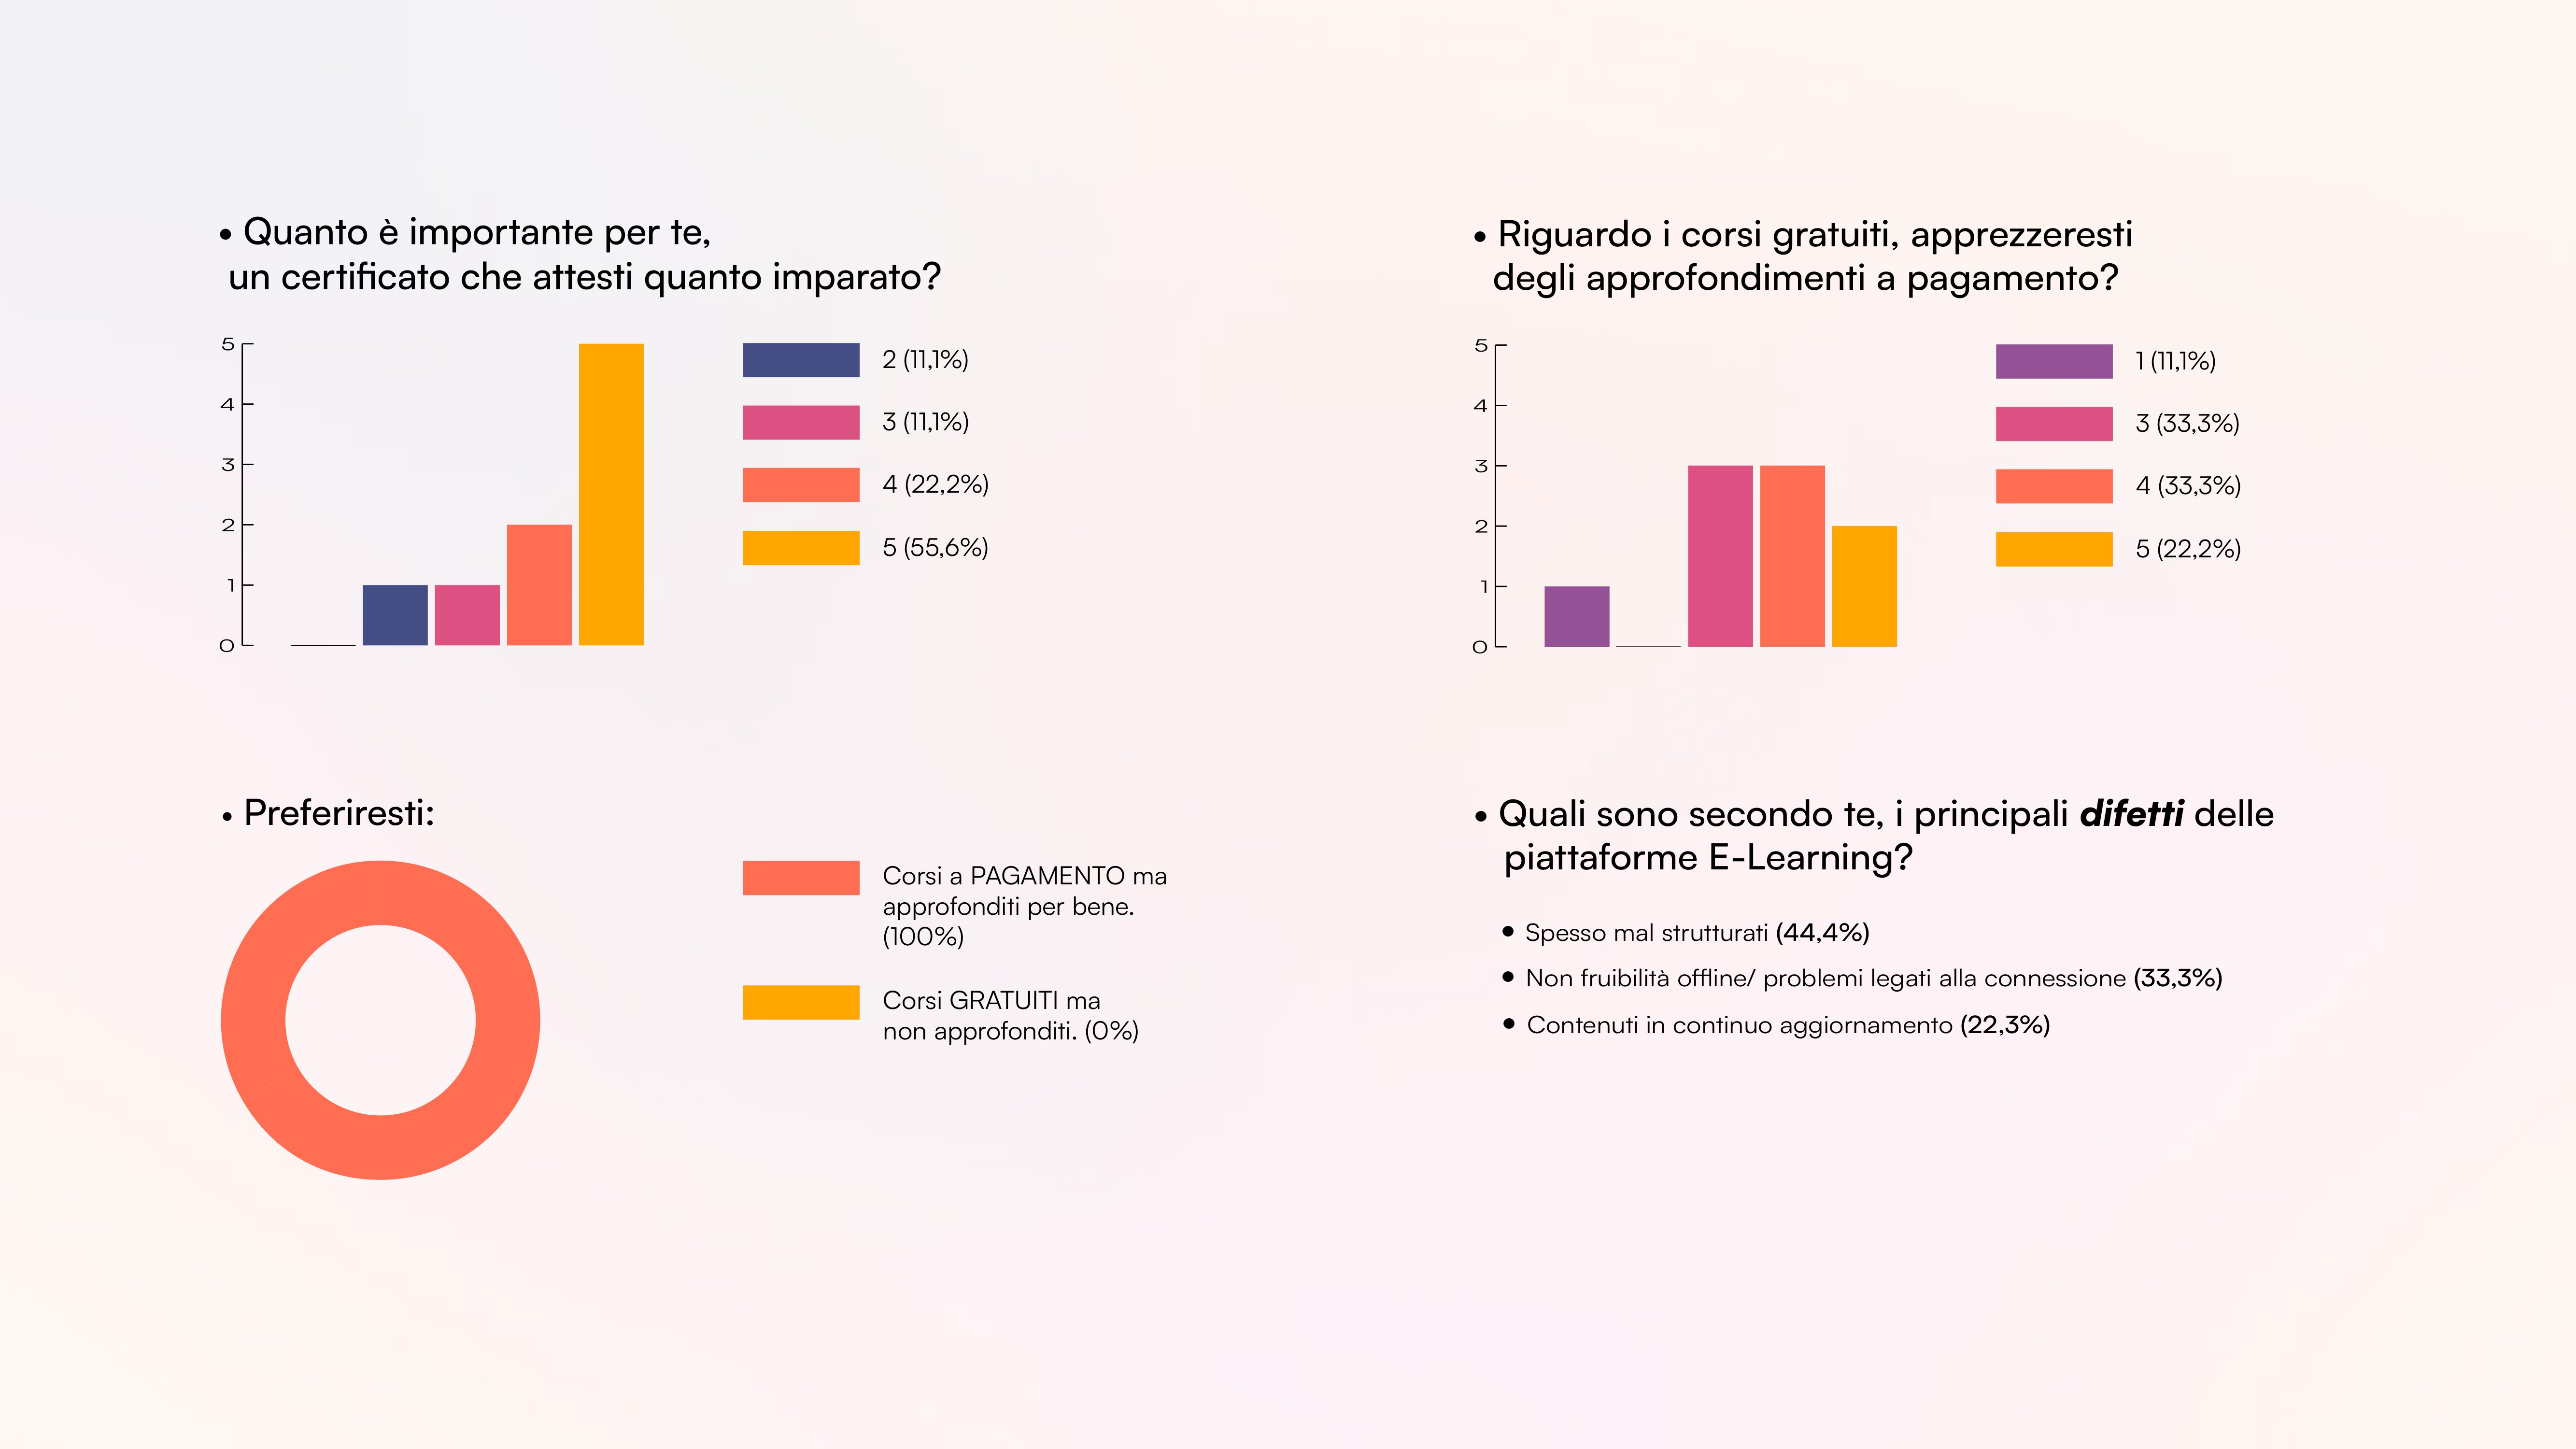 • Quanto è importante per te,
un certificato che attesti quanto imparato?
5
4
3
2
1
0
2 (11,1%)
3 (11,1%)
4 (22,2%)
5 (55,6%)
• Riguardo i corsi gratuiti, apprezzeresti
degli approfondimenti a pagamento?
5
4
3
2
1
0
1 (11,1%)
3 (33,3%)
4 (33,3%)
5 (22,2%)
• Preferiresti:
Corsi a PAGAMENTO ma
approfonditi per bene.
(100%)
Corsi GRATUITI ma
non approfonditi. (0%)
• Quali sono secondo te, i principali difetti delle
piattaforme E-Learning?
• Spesso mal strutturati (44,4%)
• Non fruibilità offline/ problemi legati alla connessione (33,3%)
• Contenuti in continuo aggiornamento (22,3%)